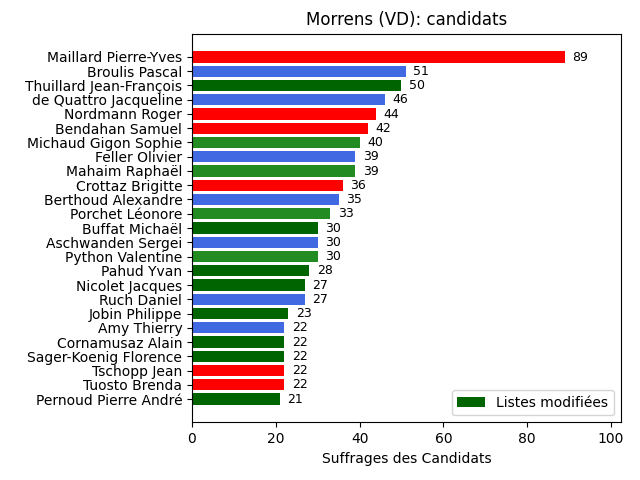 Morrens (VD): candidats
Maillard Pierre-Yves 89
Broulis Pascal 51
Thuillard Jean-François 50
de Quattro Jacqueline 46
Nordmann Roger 44
Bendahan Samuel 42
Michaud Gigon Sophie 40
Feller Olivier 39
Mahaim Raphaël 39
Crottaz Brigitte 36
Berthoud Alexandre 35
Porchet Léonore 33
Buffat Michaël 30
Aschwanden Sergei 30
Python Valentine 30
Pahud Yvan 28
Nicolet Jacques 27
Ruch Daniel 27
Jobin Philippe 23
Amy Thierry 22
Cornamusaz Alain 22
Sager-Koenig Florence 22
Tschopp Jean 22
Tuosto Brenda 22
Pernoud Pierre André 21
Listes modifiées
0 20 40 60 80 100
Suffrages des Candidats